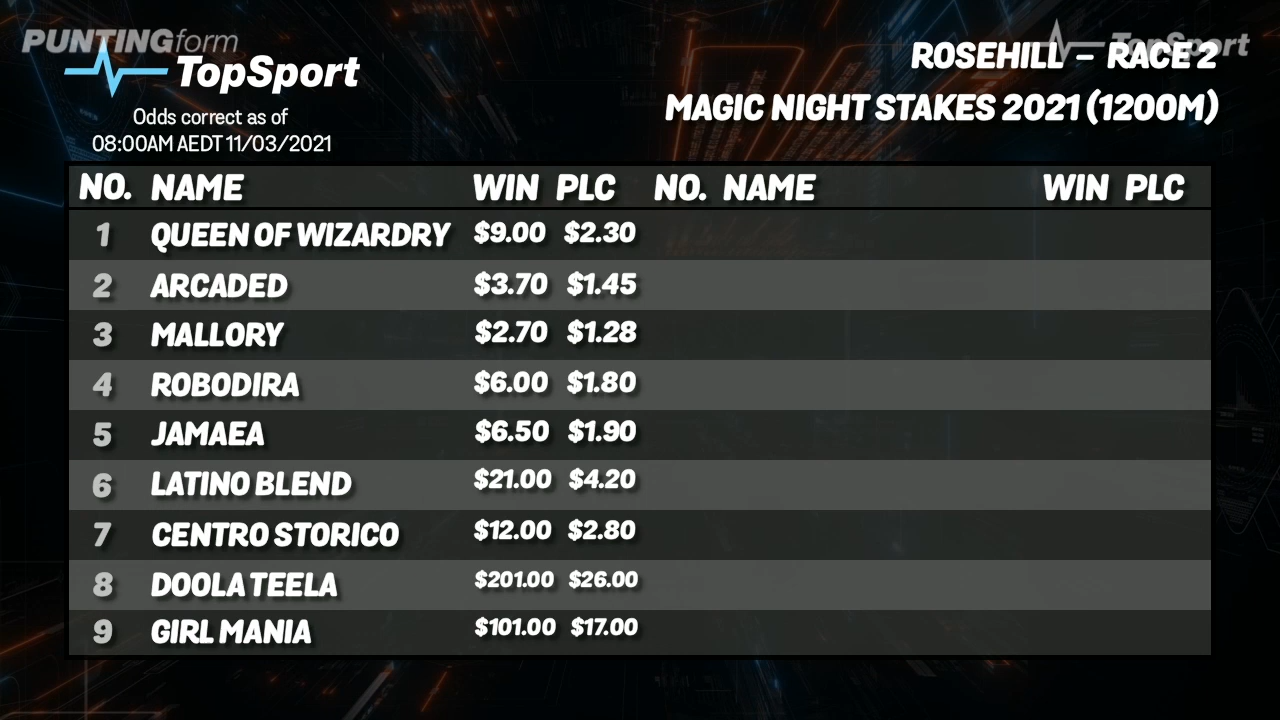 PUNTINGform
TopSport
TopSport
ROSEHILL – RACE 2
MAGIC NIGHT STAKES 2021 (1200M)
Odds correct as of
08:00AM AEDT 11/03/2021
NO. NAME WIN PLC NO. NAME WIN PLC
1 QUEEN OF WIZARDRY $9.00 $2.30
2 ARCADED $3.70 $1.45
3 MALLORY $2.70 $1.28
4 ROBODIRA $6.00 $1.80
5 JAMAEA $6.50 $1.90
6 LATINO BLEND $21.00 $4.20
7 CENTRO STORICO $12.00 $2.80
8 DOOLA TEELA $201.00 $26.00
9 GIRL MANIA $101.00 $17.00